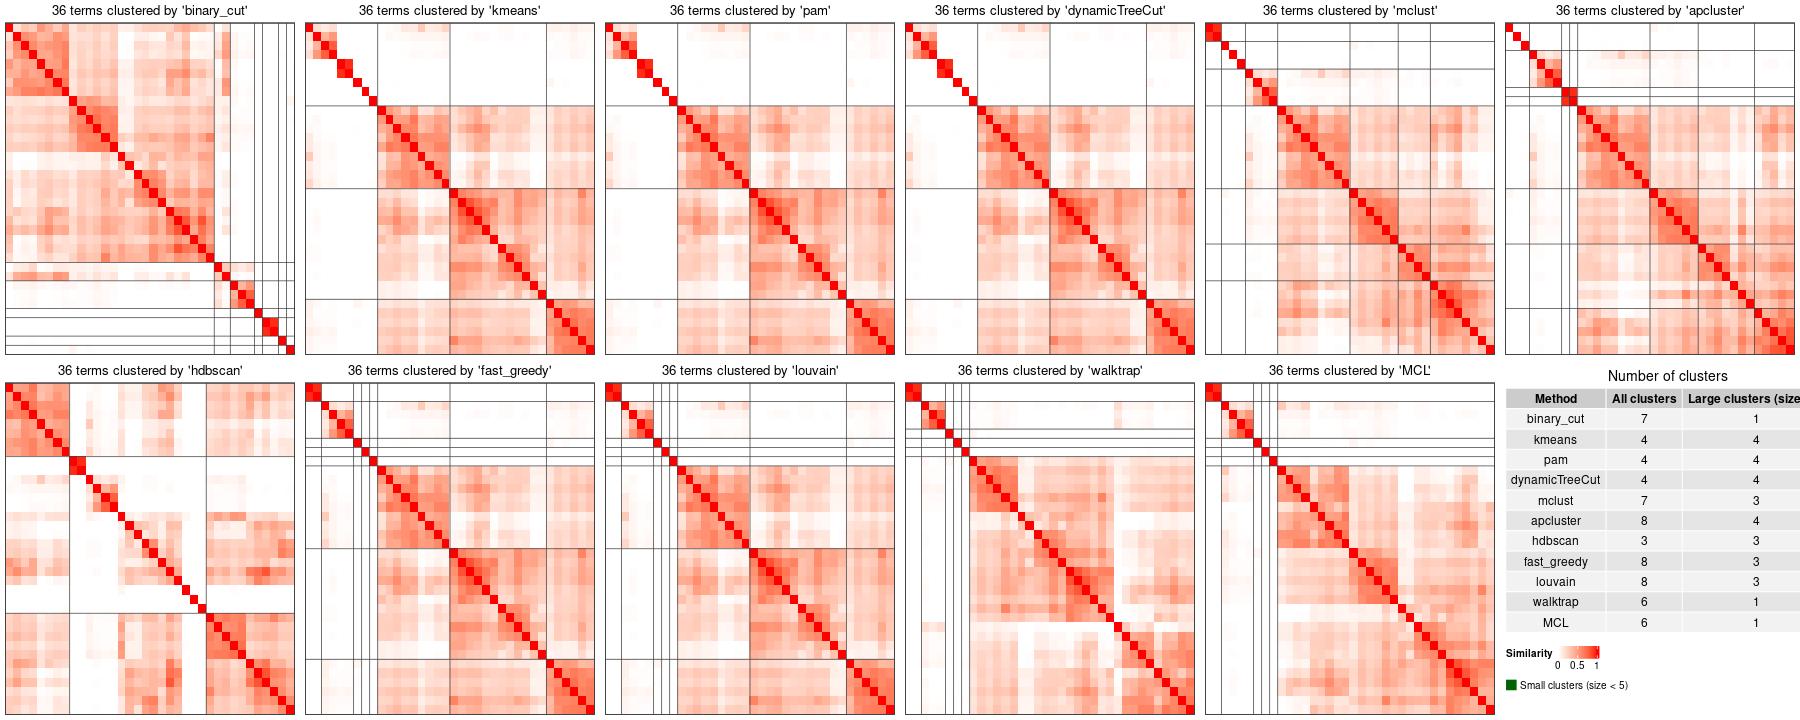 36 terms clustered by 'binary_cut'
36 terms clustered by 'kmeans'
36 terms clustered by 'pam'
36 terms clustered by 'dynamicTreeCut'
36 terms clustered by 'mclust'
36 terms clustered by 'apcluster'
36 terms clustered by 'hdbscan'
36 terms clustered by 'fast_greedy'
36 terms clustered by 'louvain'
36 terms clustered by 'walktrap'
36 terms clustered by 'MCL'
Number of clusters
Method All clusters Large clusters (size
binary_cut 7 1
kmeans 4 4
pam 4 4
dynamicTreeCut 4 4
mclust 7 3
apcluster 8 4
hdbscan 3 3
fast_greedy 8 3
louvain 8 3
walktrap 6 1
MCL 6 1
Similarity
0 0.5 1
Small clusters (size < 5)